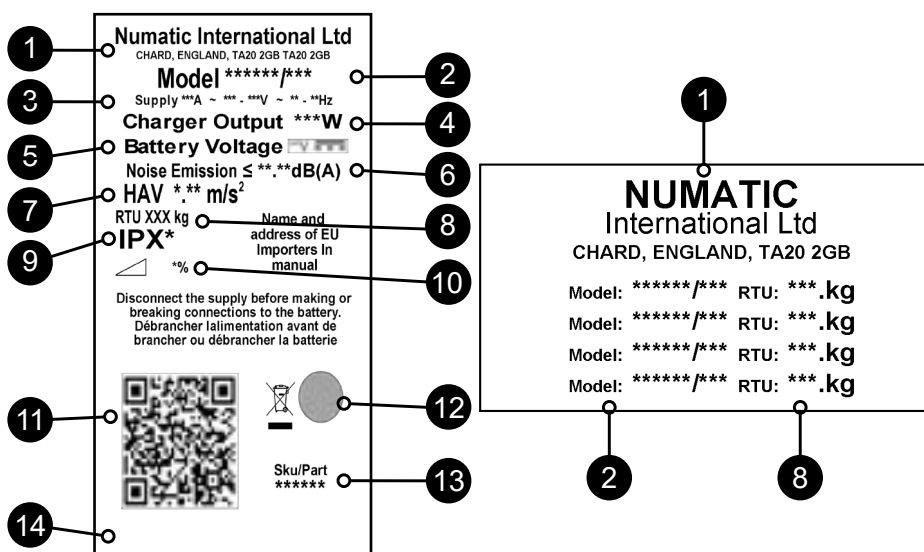 Numatic International Ltd
CHARD, ENGLAND, TA20 2GB TA20 2GB
1
Model ******/***
2
3
Supply ***A ~ *** - ***V ~ ** - **Hz
Charger Output ***W
4
5
Battery Voltage
Noise Emission ≤ **.**dB(A)
6
7
HAV *.** m/s²
RTU XXX kg
8
9
IPX*
Name and
address of EU
Importers In
manual
*%
10
Disconnect the supply before making or
breaking connections to the battery.
Débrancher lalimentation avant de
brancher ou débrancher la batterie
11
12
Sku/Part
******
13
14
1
NUMATIC
International Ltd
CHARD, ENGLAND, TA20 2GB
Model: ******/*** RTU: ***.kg
Model: ******/*** RTU: ***.kg
Model: ******/*** RTU: ***.kg
Model: ******/*** RTU: ***.kg
2
8